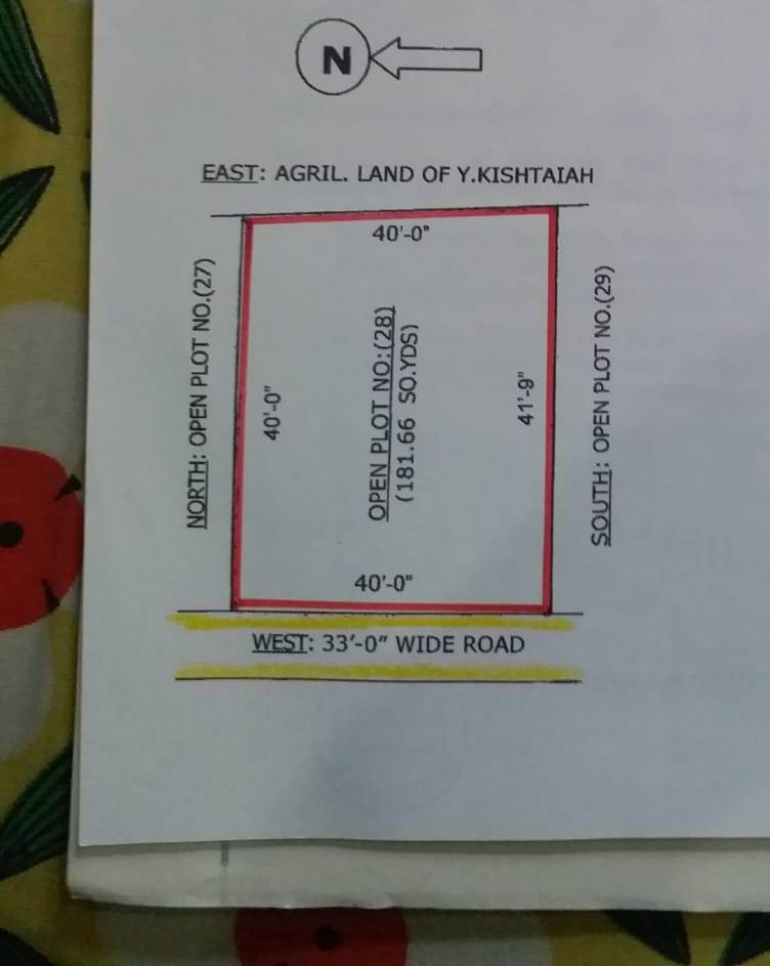 N
EAST: AGRIL. LAND OF Y.KISHTAIAH
40'-0"
NORTH: OPEN PLOT NO.(27)
40'-0"
OPEN PLOT NO:(28)
(181.66 SQ.YDS)
41'-9"
SOUTH: OPEN PLOT NO.(29)
40'-0"
WEST: 33'-0" WIDE ROAD